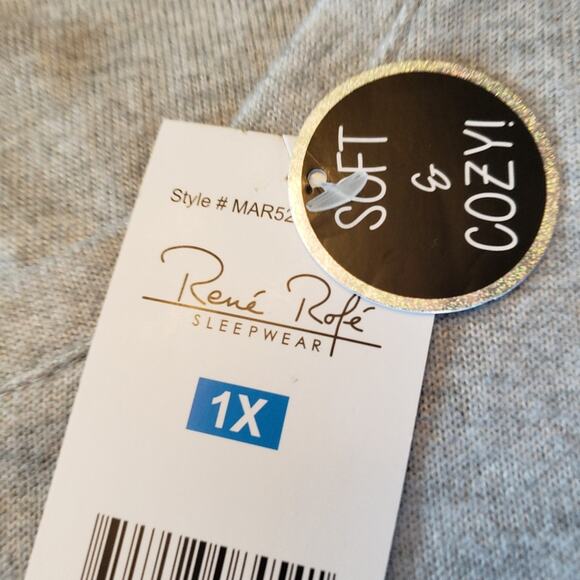 Style # MAR52
René Rofé
SLEEPWEAR
1X
SOFT
&
COZY!